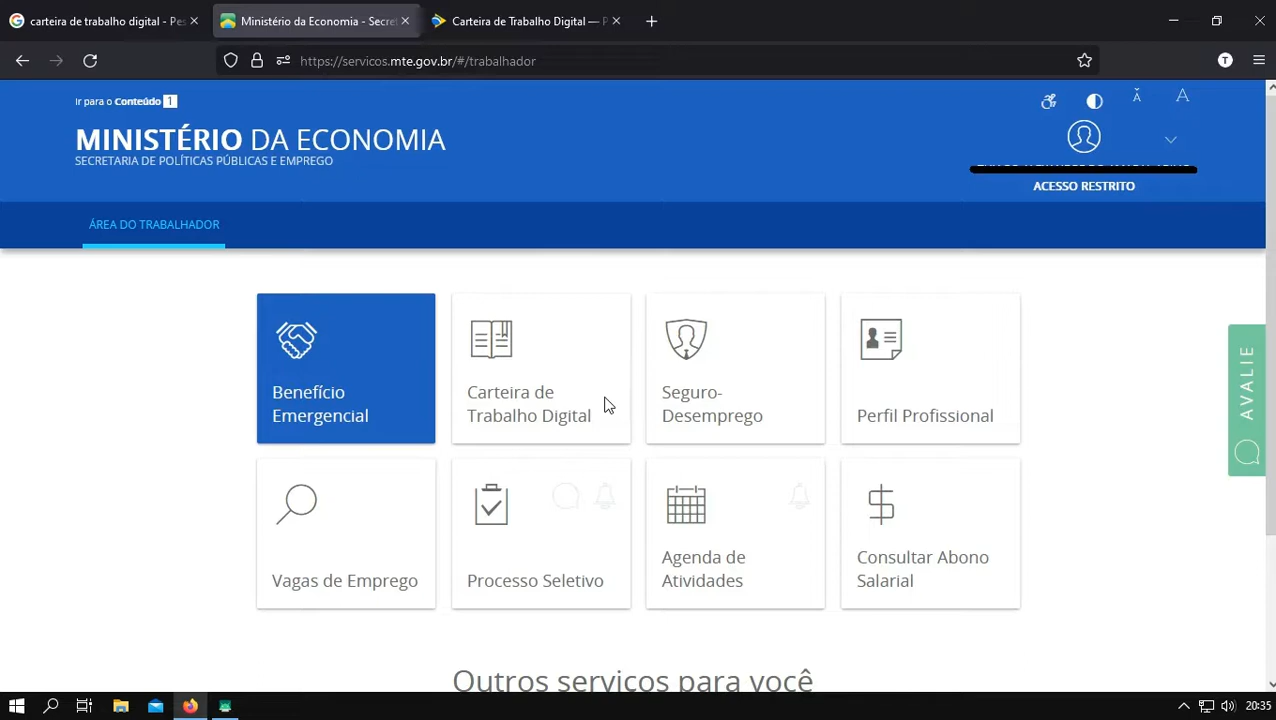 carteira de trabalho digital - Pes
Ministério da Economia - Secret
Carteira de Trabalho Digital — P
https://servicos.mte.gov.br/#/trabalhador
T
Ir para o Conteúdo 1
A
A
MINISTÉRIO DA ECONOMIA
SECRETARIA DE POLÍTICAS PÚBLICAS E EMPREGO
ACESSO RESTRITO
ÁREA DO TRABALHADOR
Benefício
Emergencial
Carteira de
Trabalho Digital
Seguro-
Desemprego
Perfil Profissional
AVALIE
Vagas de Emprego
Processo Seletivo
Agenda de
Atividades
Consultar Abono
Salarial
Outros serviços para você
20:35